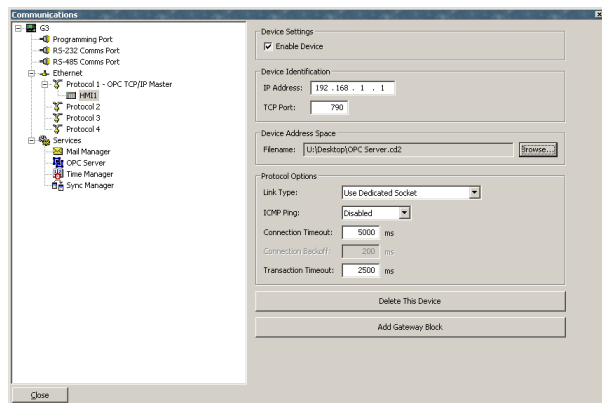 Communications
G3
Programming Port
RS-232 Comms Port
RS-485 Comms Port
Ethernet
Protocol 1 - OPC TCP/IP Master
HMI1
Protocol 2
Protocol 3
Protocol 4
Services
Mail Manager
OPC Server
Time Manager
Sync Manager
Close
Device Settings
Enable Device
Device Identification
IP Address: 192 . 168 . 1 . 1
TCP Port: 790
Device Address Space
Filename: U:\Desktop\OPC Server.cd2 Browse...
Protocol Options
Link Type: Use Dedicated Socket
ICMP Ping: Disabled
Connection Timeout: 5000 ms
Connection Backoff: 200 ms
Transaction Timeout: 2500 ms
Delete This Device
Add Gateway Block